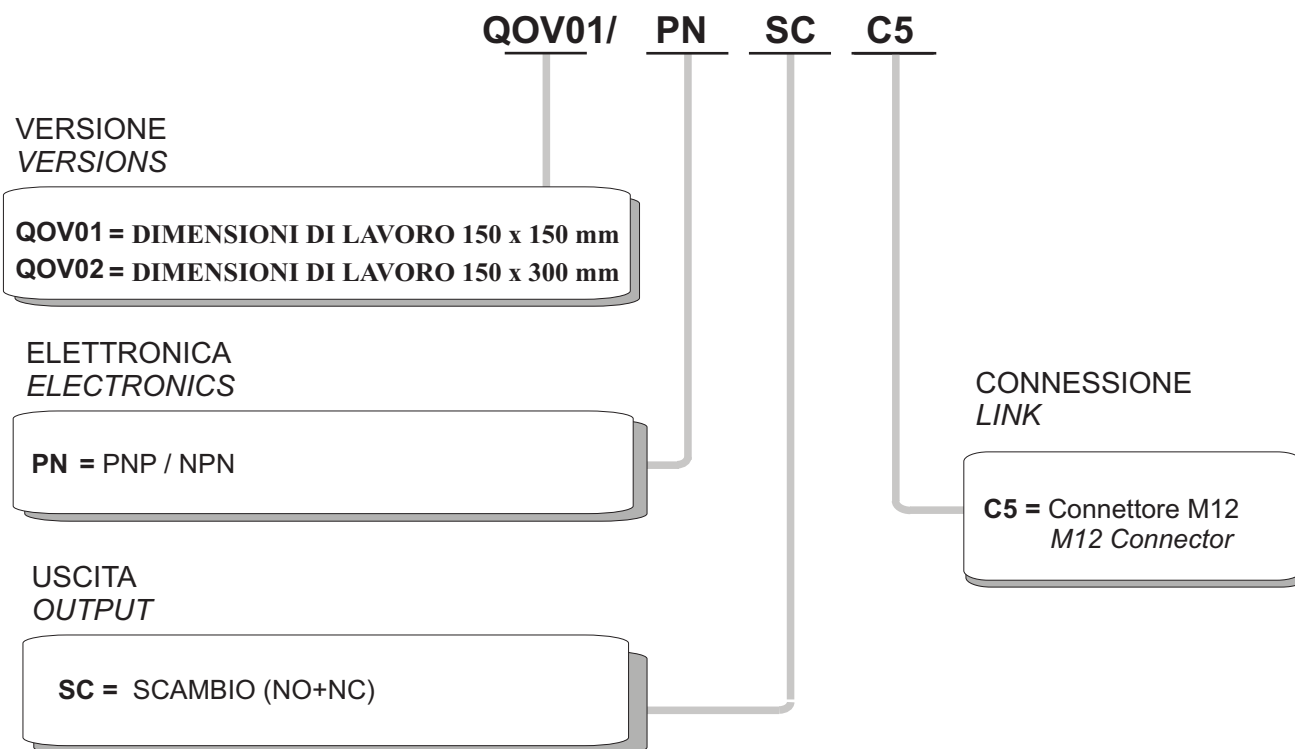 QOV01/ PN SC C5
VERSIONE
VERSIONS
QOV01 = DIMENSIONI DI LAVORO 150 x 150 mm
QOV02 = DIMENSIONI DI LAVORO 150 x 300 mm
ELETTRONICA
ELECTRONICS
PN = PNP / NPN
USCITA
OUTPUT
SC = SCAMBIO (NO+NC)
CONNESSIONE
LINK
C5 = Connettore M12
M12 Connector